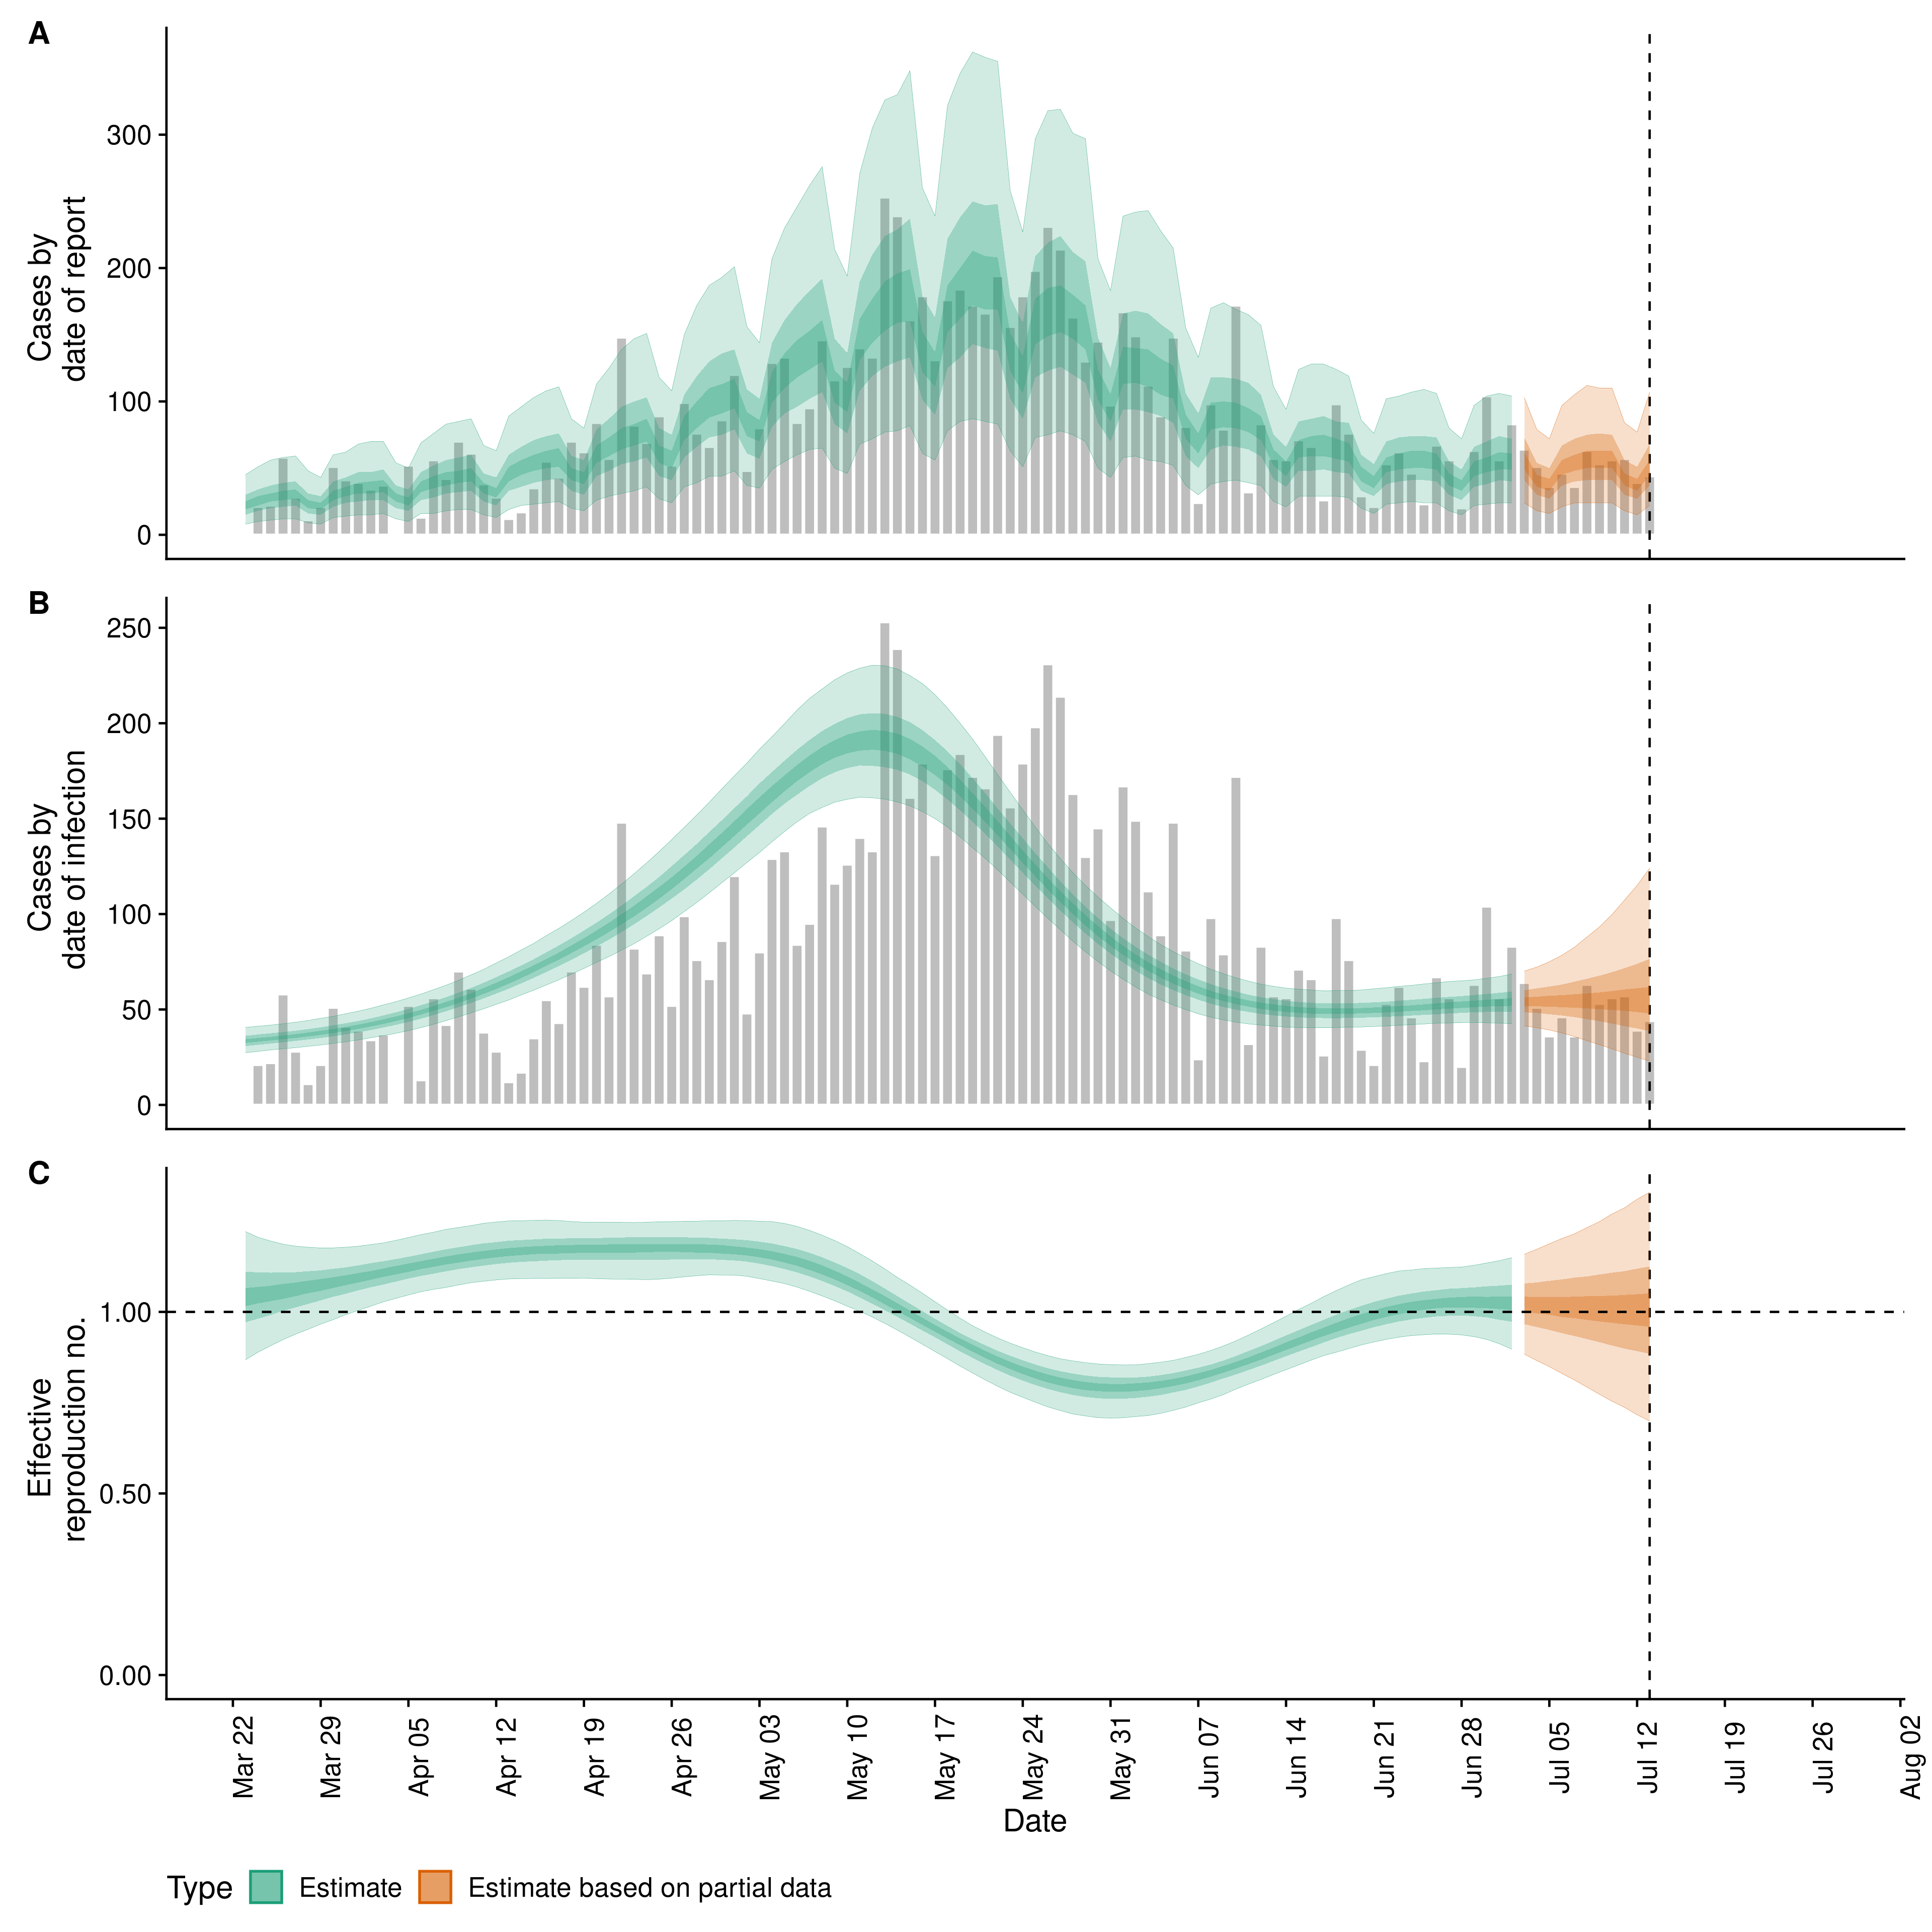 A
Cases by
date of report
300
200
100
0
B
Cases by
date of infection
250
200
150
100
50
0
C
Effective
reproduction no.
1.00
0.50
0.00
Mar 22
Mar 29
Apr 05
Apr 12
Apr 19
Apr 26
May 03
May 10
May 17
May 24
May 31
Jun 07
Jun 14
Jun 21
Jun 28
Jul 05
Jul 12
Jul 19
Jul 26
Aug 02
Date
Type Estimate Estimate based on partial data